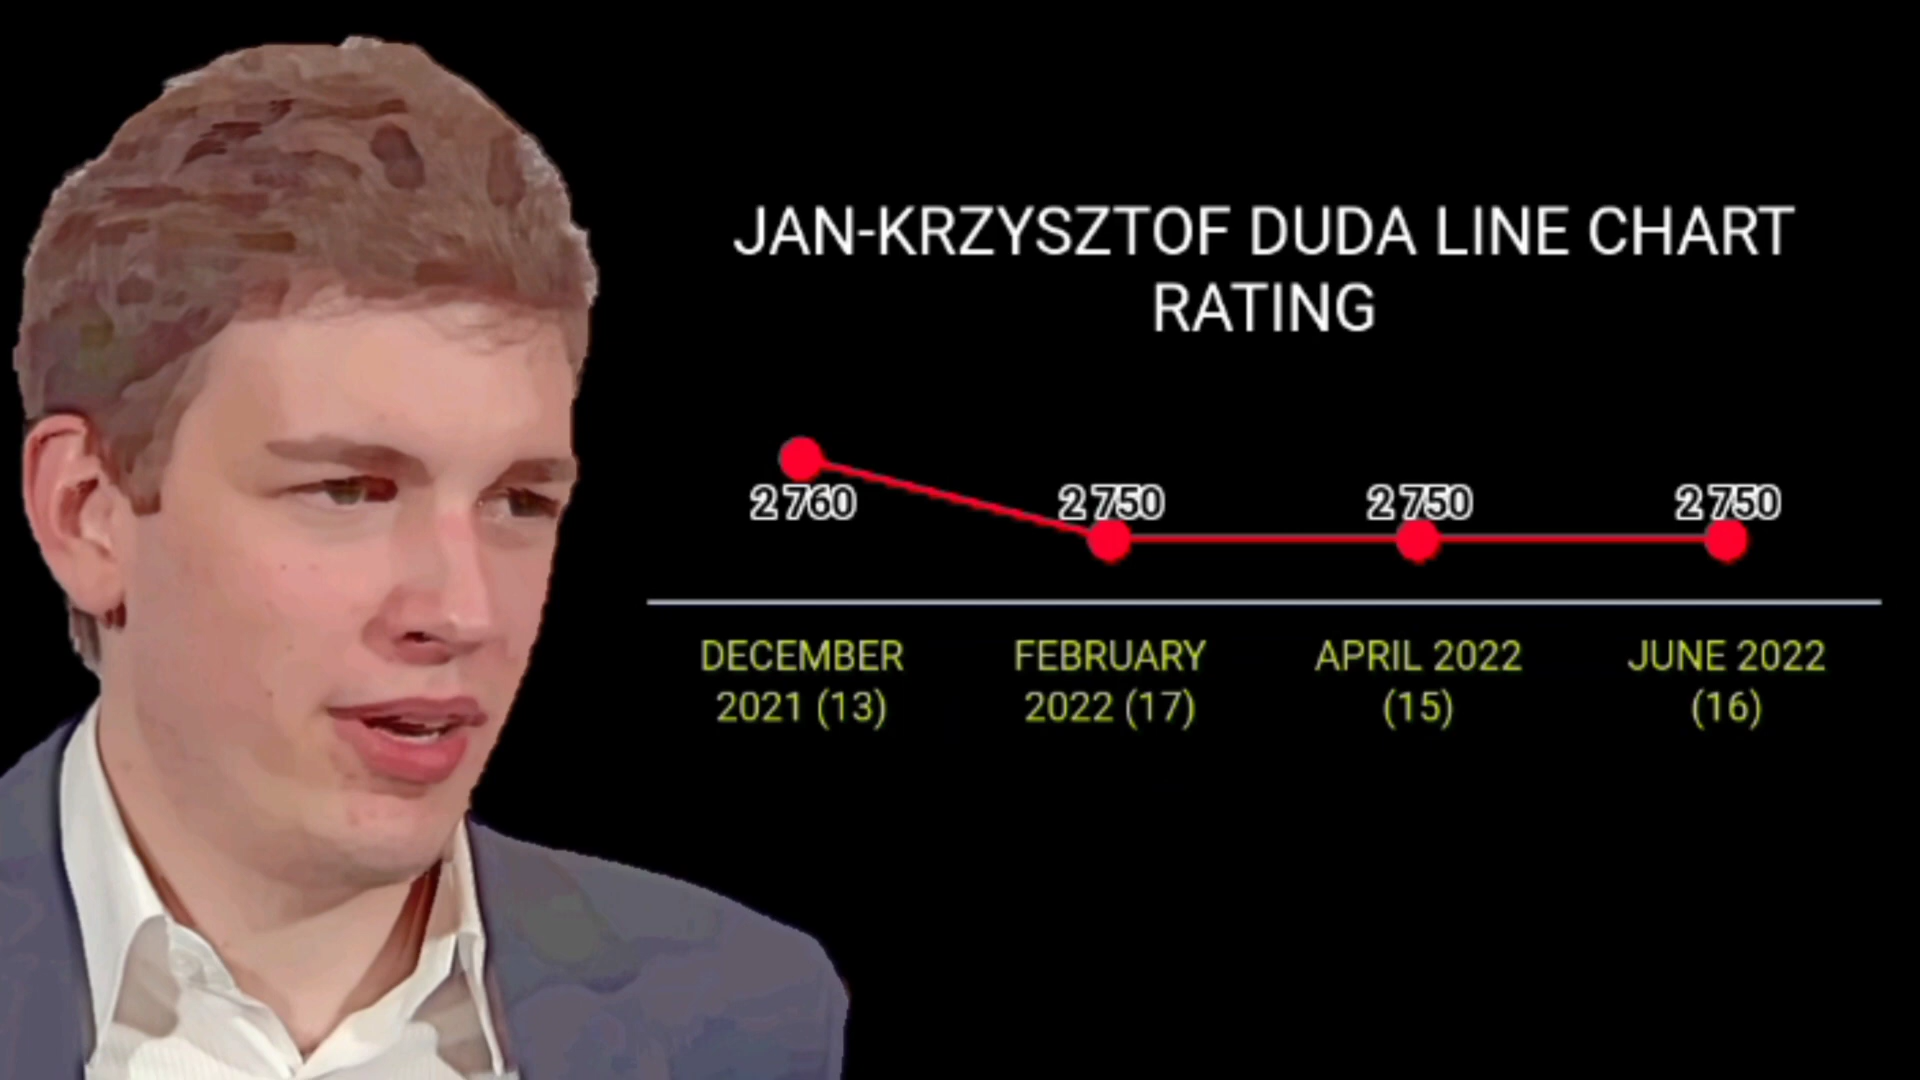 JAN-KRZYSZTOF DUDA LINE CHART
RATING
2 760
2 750
2 750
2 750
DECEMBER
2021 (13)
FEBRUARY
2022 (17)
APRIL 2022
(15)
JUNE 2022
(16)